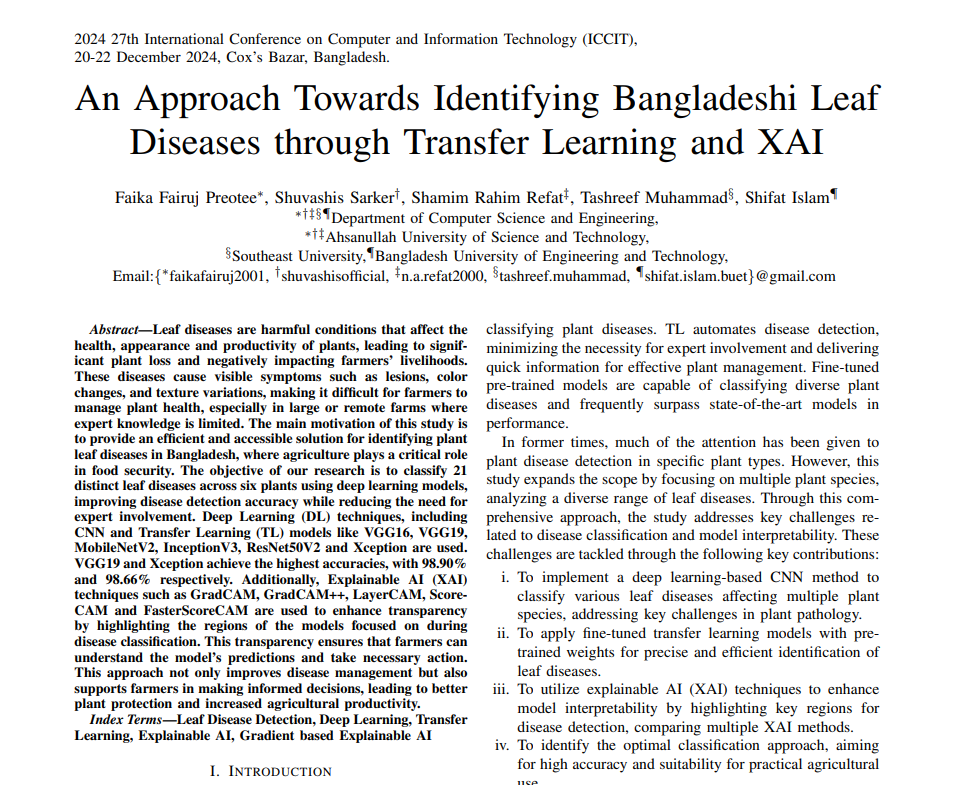 2024 27th International Conference on Computer and Information Technology (ICCIT),
20-22 December 2024, Cox's Bazar, Bangladesh.
An Approach Towards Identifying Bangladeshi Leaf
Diseases through Transfer Learning and XAI
Faika Fairuj Preotee*, Shuvashis Sarker†, Shamim Rahim Refat‡, Tashreef Muhammad§, Shifat Islam¶
*†‡§¶Department of Computer Science and Engineering,
*†‡Ahsanullah University of Science and Technology,
§Southeast University,¶Bangladesh University of Engineering and Technology,
Email:{*faikafairuj2001, †shuvashisofficial, ‡n.a.refat2000, §tashreef.muhammad, ¶shifat.islam.buet}@gmail.com
Abstract—Leaf diseases are harmful conditions that affect the
health, appearance and productivity of plants, leading to signif-
icant plant loss and negatively impacting farmers' livelihoods.
These diseases cause visible symptoms such as lesions, color
changes, and texture variations, making it difficult for farmers to
manage plant health, especially in large or remote farms where
expert knowledge is limited. The main motivation of this study is
to provide an efficient and accessible solution for identifying plant
leaf diseases in Bangladesh, where agriculture plays a critical role
in food security. The objective of our research is to classify 21
distinct leaf diseases across six plants using deep learning models,
improving disease detection accuracy while reducing the need for
expert involvement. Deep Learning (DL) techniques, including
CNN and Transfer Learning (TL) models like VGG16, VGG19,
MobileNetV2, InceptionV3, ResNet50V2 and Xception are used.
VGG19 and Xception achieve the highest accuracies, with 98.90%
and 98.66% respectively. Additionally, Explainable AI (XAI)
techniques such as GradCAM, GradCAM++, LayerCAM, Score-
CAM and FasterScoreCAM are used to enhance transparency
by highlighting the regions of the models focused on during
disease classification. This transparency ensures that farmers can
understand the model's predictions and take necessary action.
This approach not only improves disease management but also
supports farmers in making informed decisions, leading to better
plant protection and increased agricultural productivity.
Index Terms—Leaf Disease Detection, Deep Learning, Transfer
Learning, Explainable AI, Gradient based Explainable AI
I. INTRODUCTION
classifying plant diseases. TL automates disease detection,
minimizing the necessity for expert involvement and delivering
quick information for effective plant management. Fine-tuned
pre-trained models are capable of classifying diverse plant
diseases and frequently surpass state-of-the-art models in
performance.
In former times, much of the attention has been given to
plant disease detection in specific plant types. However, this
study expands the scope by focusing on multiple plant species,
analyzing a diverse range of leaf diseases. Through this com-
prehensive approach, the study addresses key challenges re-
lated to disease classification and model interpretability. These
challenges are tackled through the following key contributions:
i. To implement a deep learning-based CNN method to
classify various leaf diseases affecting multiple plant
species, addressing key challenges in plant pathology.
ii. To apply fine-tuned transfer learning models with pre-
trained weights for precise and efficient identification of
leaf diseases.
iii. To utilize explainable AI (XAI) techniques to enhance
model interpretability by highlighting key regions for
disease detection, comparing multiple XAI methods.
iv. To identify the optimal classification approach, aiming
for high accuracy and suitability for practical agricultural
use.